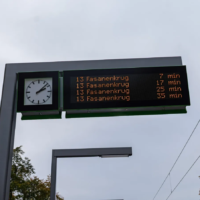 13 Fasanenkrug 7 min
13 Fasanenkrug 17 min
13 Fasanenkrug 25 min
13 Fasanenkrug 35 min